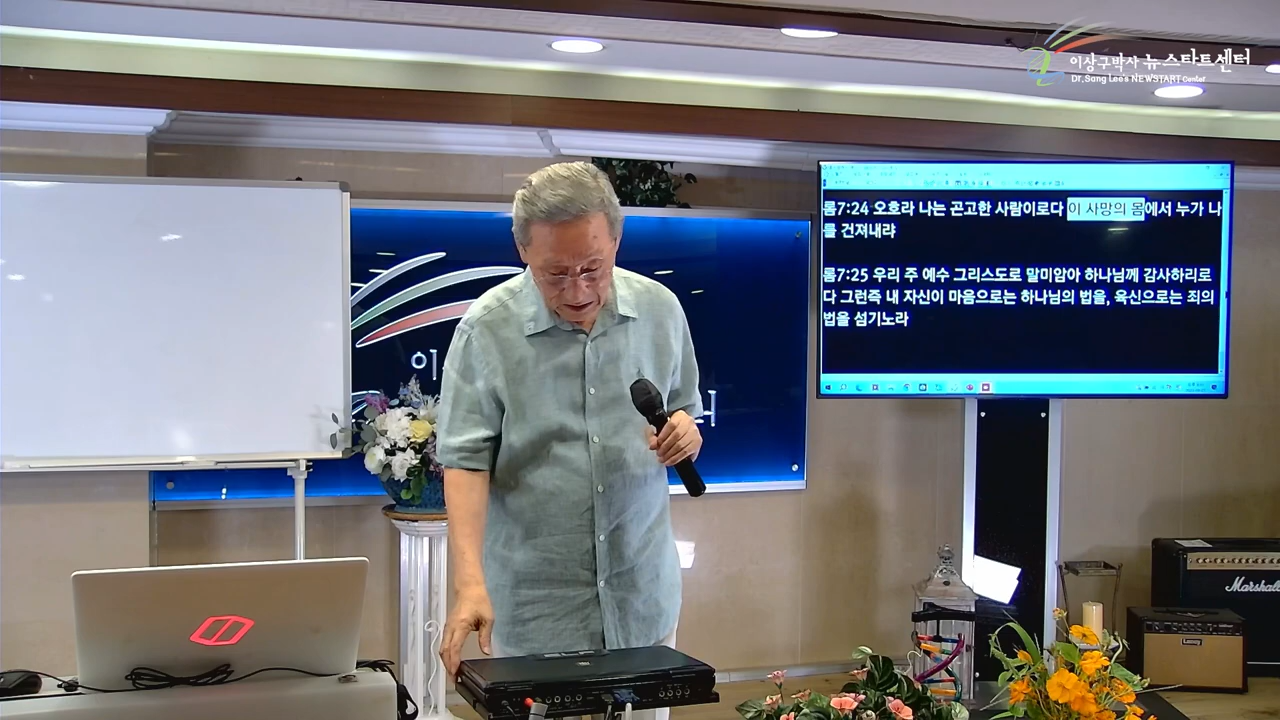 이상구박사 뉴스타트센터
Dr. Sang Lee's NEWSTART Center
롬7:24 오호라 나는 곤고한 사람이로다 이 사망의 몸에서 누가 나
를 건져내랴
롬7:25 우리 주 예수 그리스도로 말미암아 하나님께 감사하리로
다 그런즉 내 자신이 마음으로는 하나님의 법을, 육신으로는 죄의
법을 섬기노라
이
Marshall
Laney